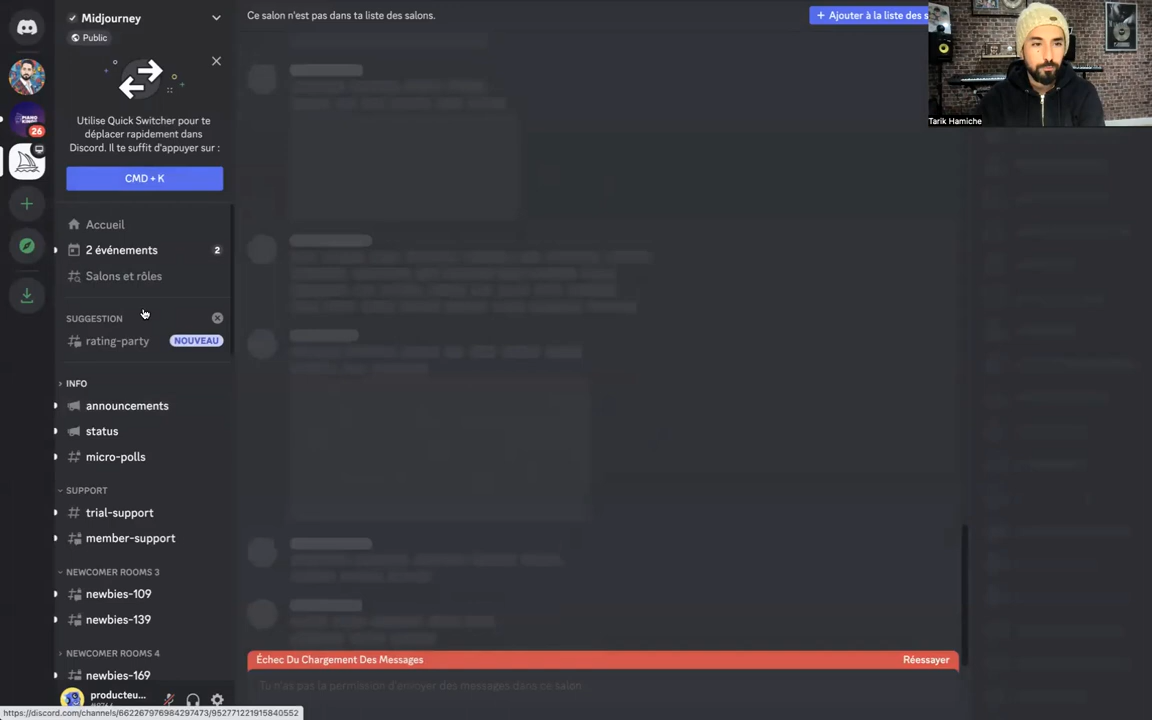 Midjourney
Public
Utilise Quick Switcher pour te
déplacer rapidement dans
Discord. Il te suffit d'appuyer sur :
CMD + K
Accueil
2 événements
2
Salons et rôles
SUGGESTION
rating-party
NOUVEAU
INFO
announcements
status
micro-polls
SUPPORT
trial-support
member-support
NEWCOMER ROOMS 3
newbies-109
newbies-139
NEWCOMER ROOMS 4
newbies-169
producteu...
https://discord.com/channels/662267976984297473/952771221915840552
26
Ce salon n'est pas dans ta liste des salons.
+ Ajouter à la liste des s
Tarik Hamiche
Échec Du Chargement Des Messages
Réessayer
Tu n'as pas la permission d'envoyer des messages dans ce salon.